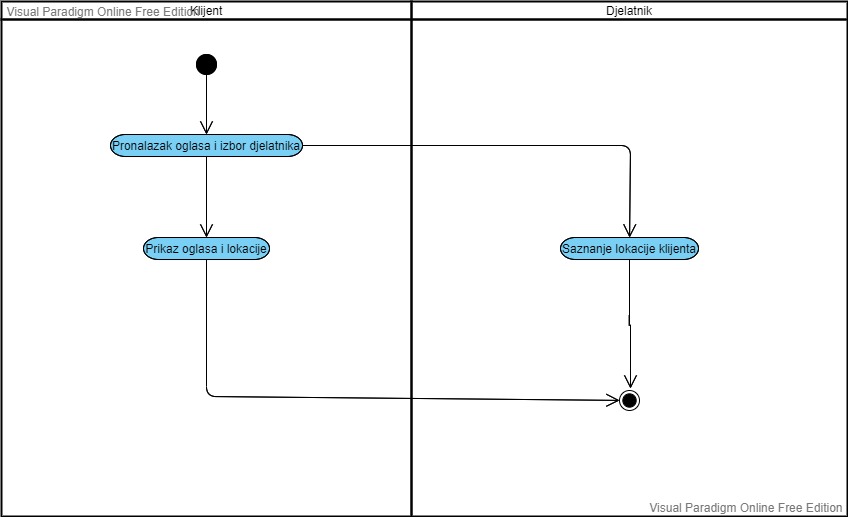 Visual Paradigm Online Free Edition
Klijent
Djelatnik
Pronalazak oglasa i izbor djelatnika
Prikaz oglasa i lokacije
Saznanje lokacije klijenta
Visual Paradigm Online Free Edition